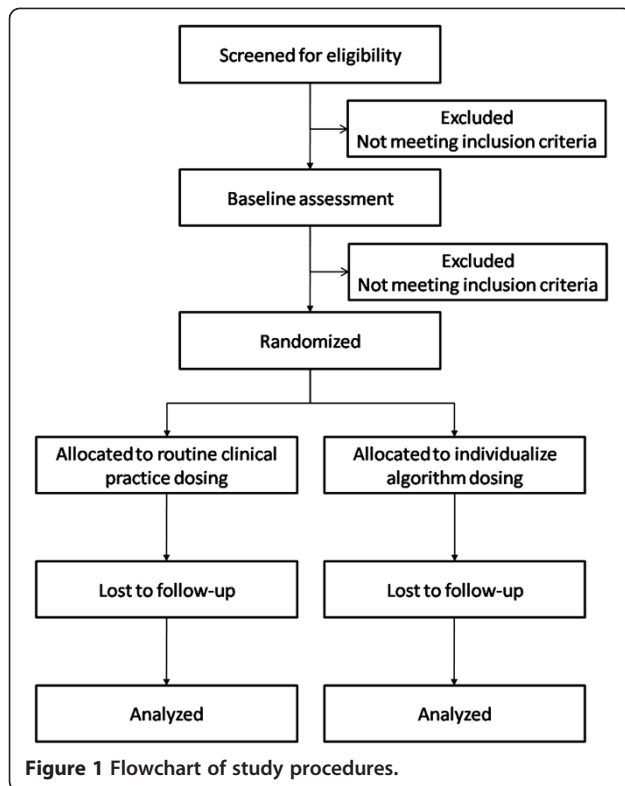 Screened for eligibility
Excluded
Not meeting inclusion criteria
Baseline assessment
Excluded
Not meeting inclusion criteria
Randomized
Allocated to routine clinical
practice dosing
Allocated to individualize
algorithm dosing
Lost to follow-up
Lost to follow-up
Analyzed
Analyzed
Figure 1 Flowchart of study procedures.